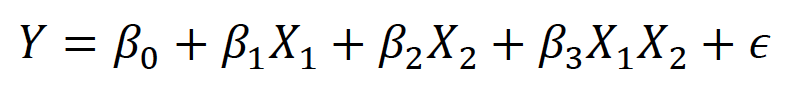 Y = β₀ + β₁X₁ + β₂X₂ + β₃X₁X₂ + ϵ